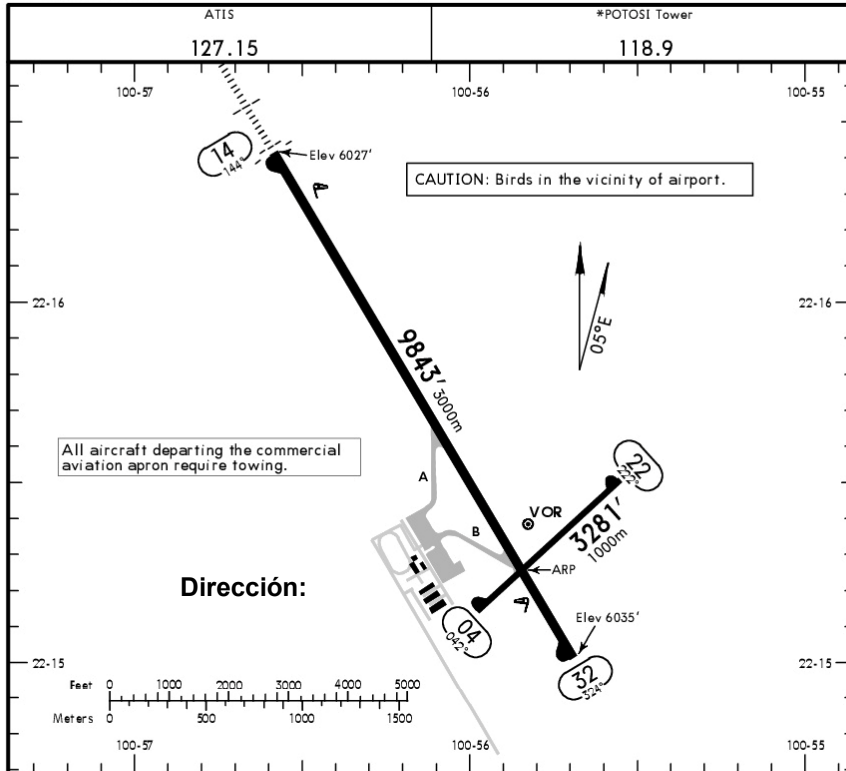 ATIS
127.15
*POTOSI Tower
118.9
100-57
100-56
100-55
14
144°
Elev 6027'
CAUTION: Birds in the vicinity of airport.
22-16
22-16
05°E
9843' 3000m
All aircraft departing the commercial
aviation apron require towing.
A
22
222°
VOR
3281'
1000m
B
ARP
Dirección:
04
042°
Elev 6035'
22-15
22-15
32
324°
Feet 0 1000 2000 3000 4000 5000
Meters 0 500 1000 1500
100-57
100-56
100-55